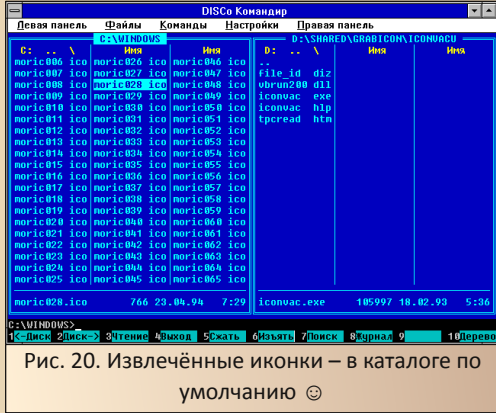 DISCo Командир
Левая панель Файлы Команды Настройки Правая панель
C:\WINDOWS D:\SHARED\GRABICON\ICONVACU
C: .. \ Имя Имя D: .. \ Имя Имя
moric006 ico moric026 ico moric046 ico ..
moric007 ico moric027 ico moric047 ico file_id diz
moric008 ico moric028 ico moric048 ico vbrun200 dll
moric009 ico moric029 ico moric049 ico iconvac exe
moric010 ico moric030 ico moric050 ico iconvac hlp
moric011 ico moric031 ico moric051 ico tpcread htm
moric012 ico moric032 ico moric052 ico
moric013 ico moric033 ico moric053 ico
moric014 ico moric034 ico moric054 ico
moric015 ico moric035 ico moric055 ico
moric016 ico moric036 ico moric056 ico
moric017 ico moric037 ico moric057 ico
moric018 ico moric038 ico moric058 ico
moric019 ico moric039 ico moric059 ico
moric020 ico moric040 ico moric060 ico
moric021 ico moric041 ico moric061 ico
moric022 ico moric042 ico moric062 ico
moric023 ico moric043 ico moric063 ico
moric024 ico moric044 ico moric064 ico
moric025 ico moric045 ico moric065 ico
moric028.ico 766 23.04.94 7:29 iconvac.exe 105997 18.02.93 5:36
C:\WINDOWS>_
1<-Диск 2Диск-> 3Чтение 4Выход 5Сжать 6Изъять 7Поиск 8Журнал 9 10Дерево
Рис. 20. Извлечённые иконки – в каталоге по
умолчанию ☺